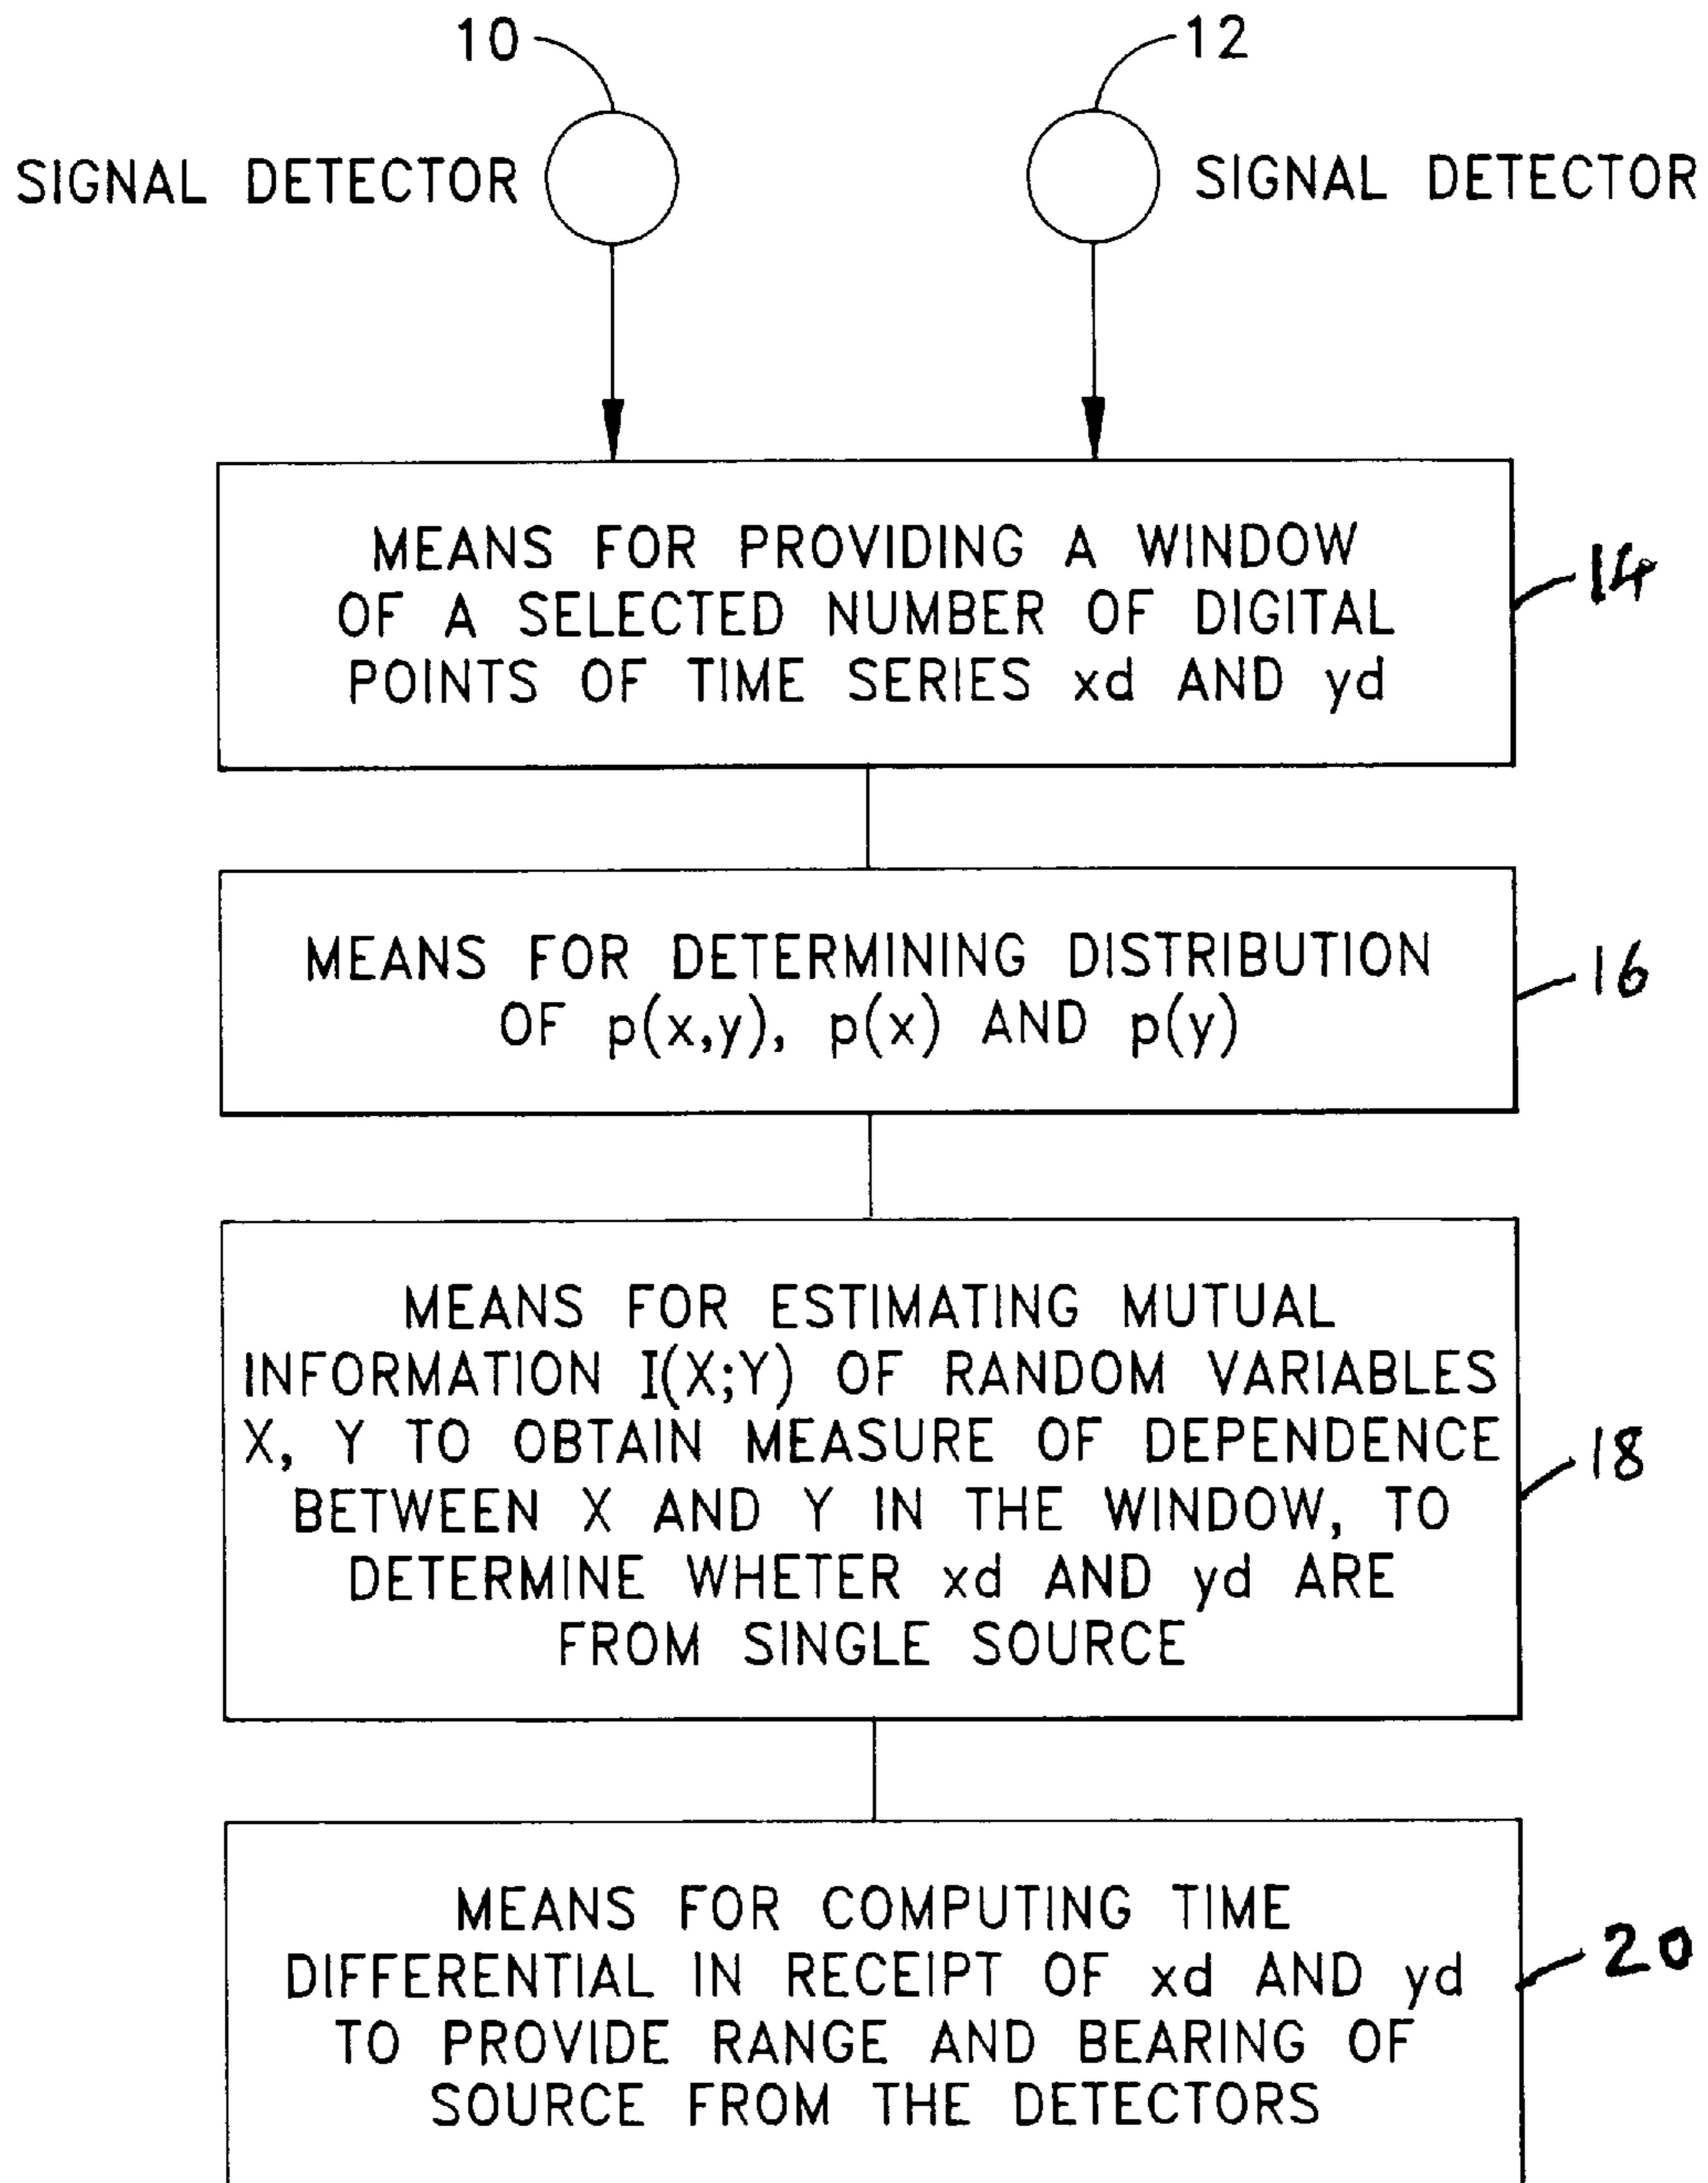 10
12
SIGNAL DETECTOR
SIGNAL DETECTOR
MEANS FOR PROVIDING A WINDOW
OF A SELECTED NUMBER OF DIGITAL
POINTS OF TIME SERIES xd AND yd
14
MEANS FOR DETERMINING DISTRIBUTION
OF p(x,y), p(x) AND p(y)
16
MEANS FOR ESTIMATING MUTUAL
INFORMATION I(X;Y) OF RANDOM VARIABLES
X, Y TO OBTAIN MEASURE OF DEPENDENCE
BETWEEN X AND Y IN THE WINDOW, TO
DETERMINE WHETER xd AND yd ARE
FROM SINGLE SOURCE
18
MEANS FOR COMPUTING TIME
DIFFERENTIAL IN RECEIPT OF xd AND yd
TO PROVIDE RANGE AND BEARING OF
SOURCE FROM THE DETECTORS
20